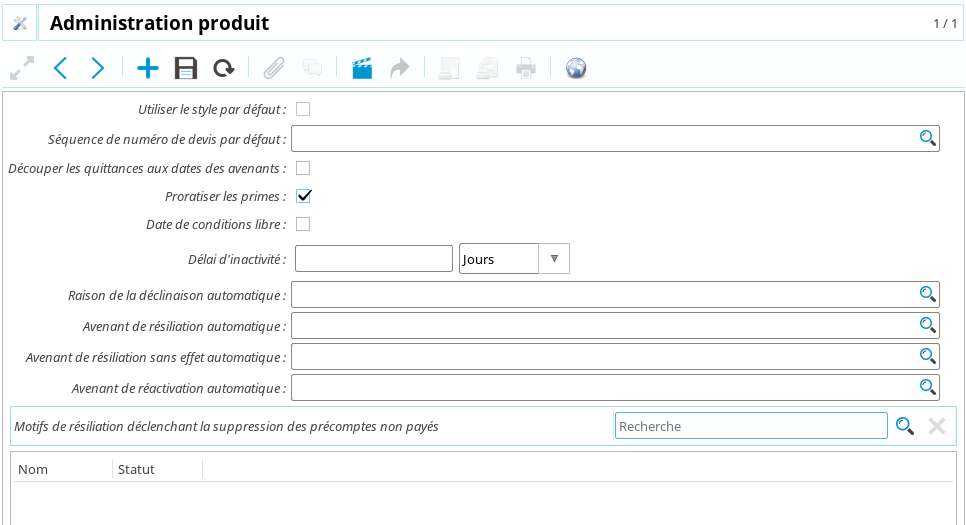 Administration produit 1 / 1
Utiliser le style par défaut :
Séquence de numéro de devis par défaut :
Découper les quittances aux dates des avenants :
Proratiser les primes :
Date de conditions libre :
Délai d'inactivité : Jours
Raison de la déclinaison automatique :
Avenant de résiliation automatique :
Avenant de résiliation sans effet automatique :
Avenant de réactivation automatique :
Motifs de résiliation déclenchant la suppression des précomptes non payés Recherche
Nom Statut